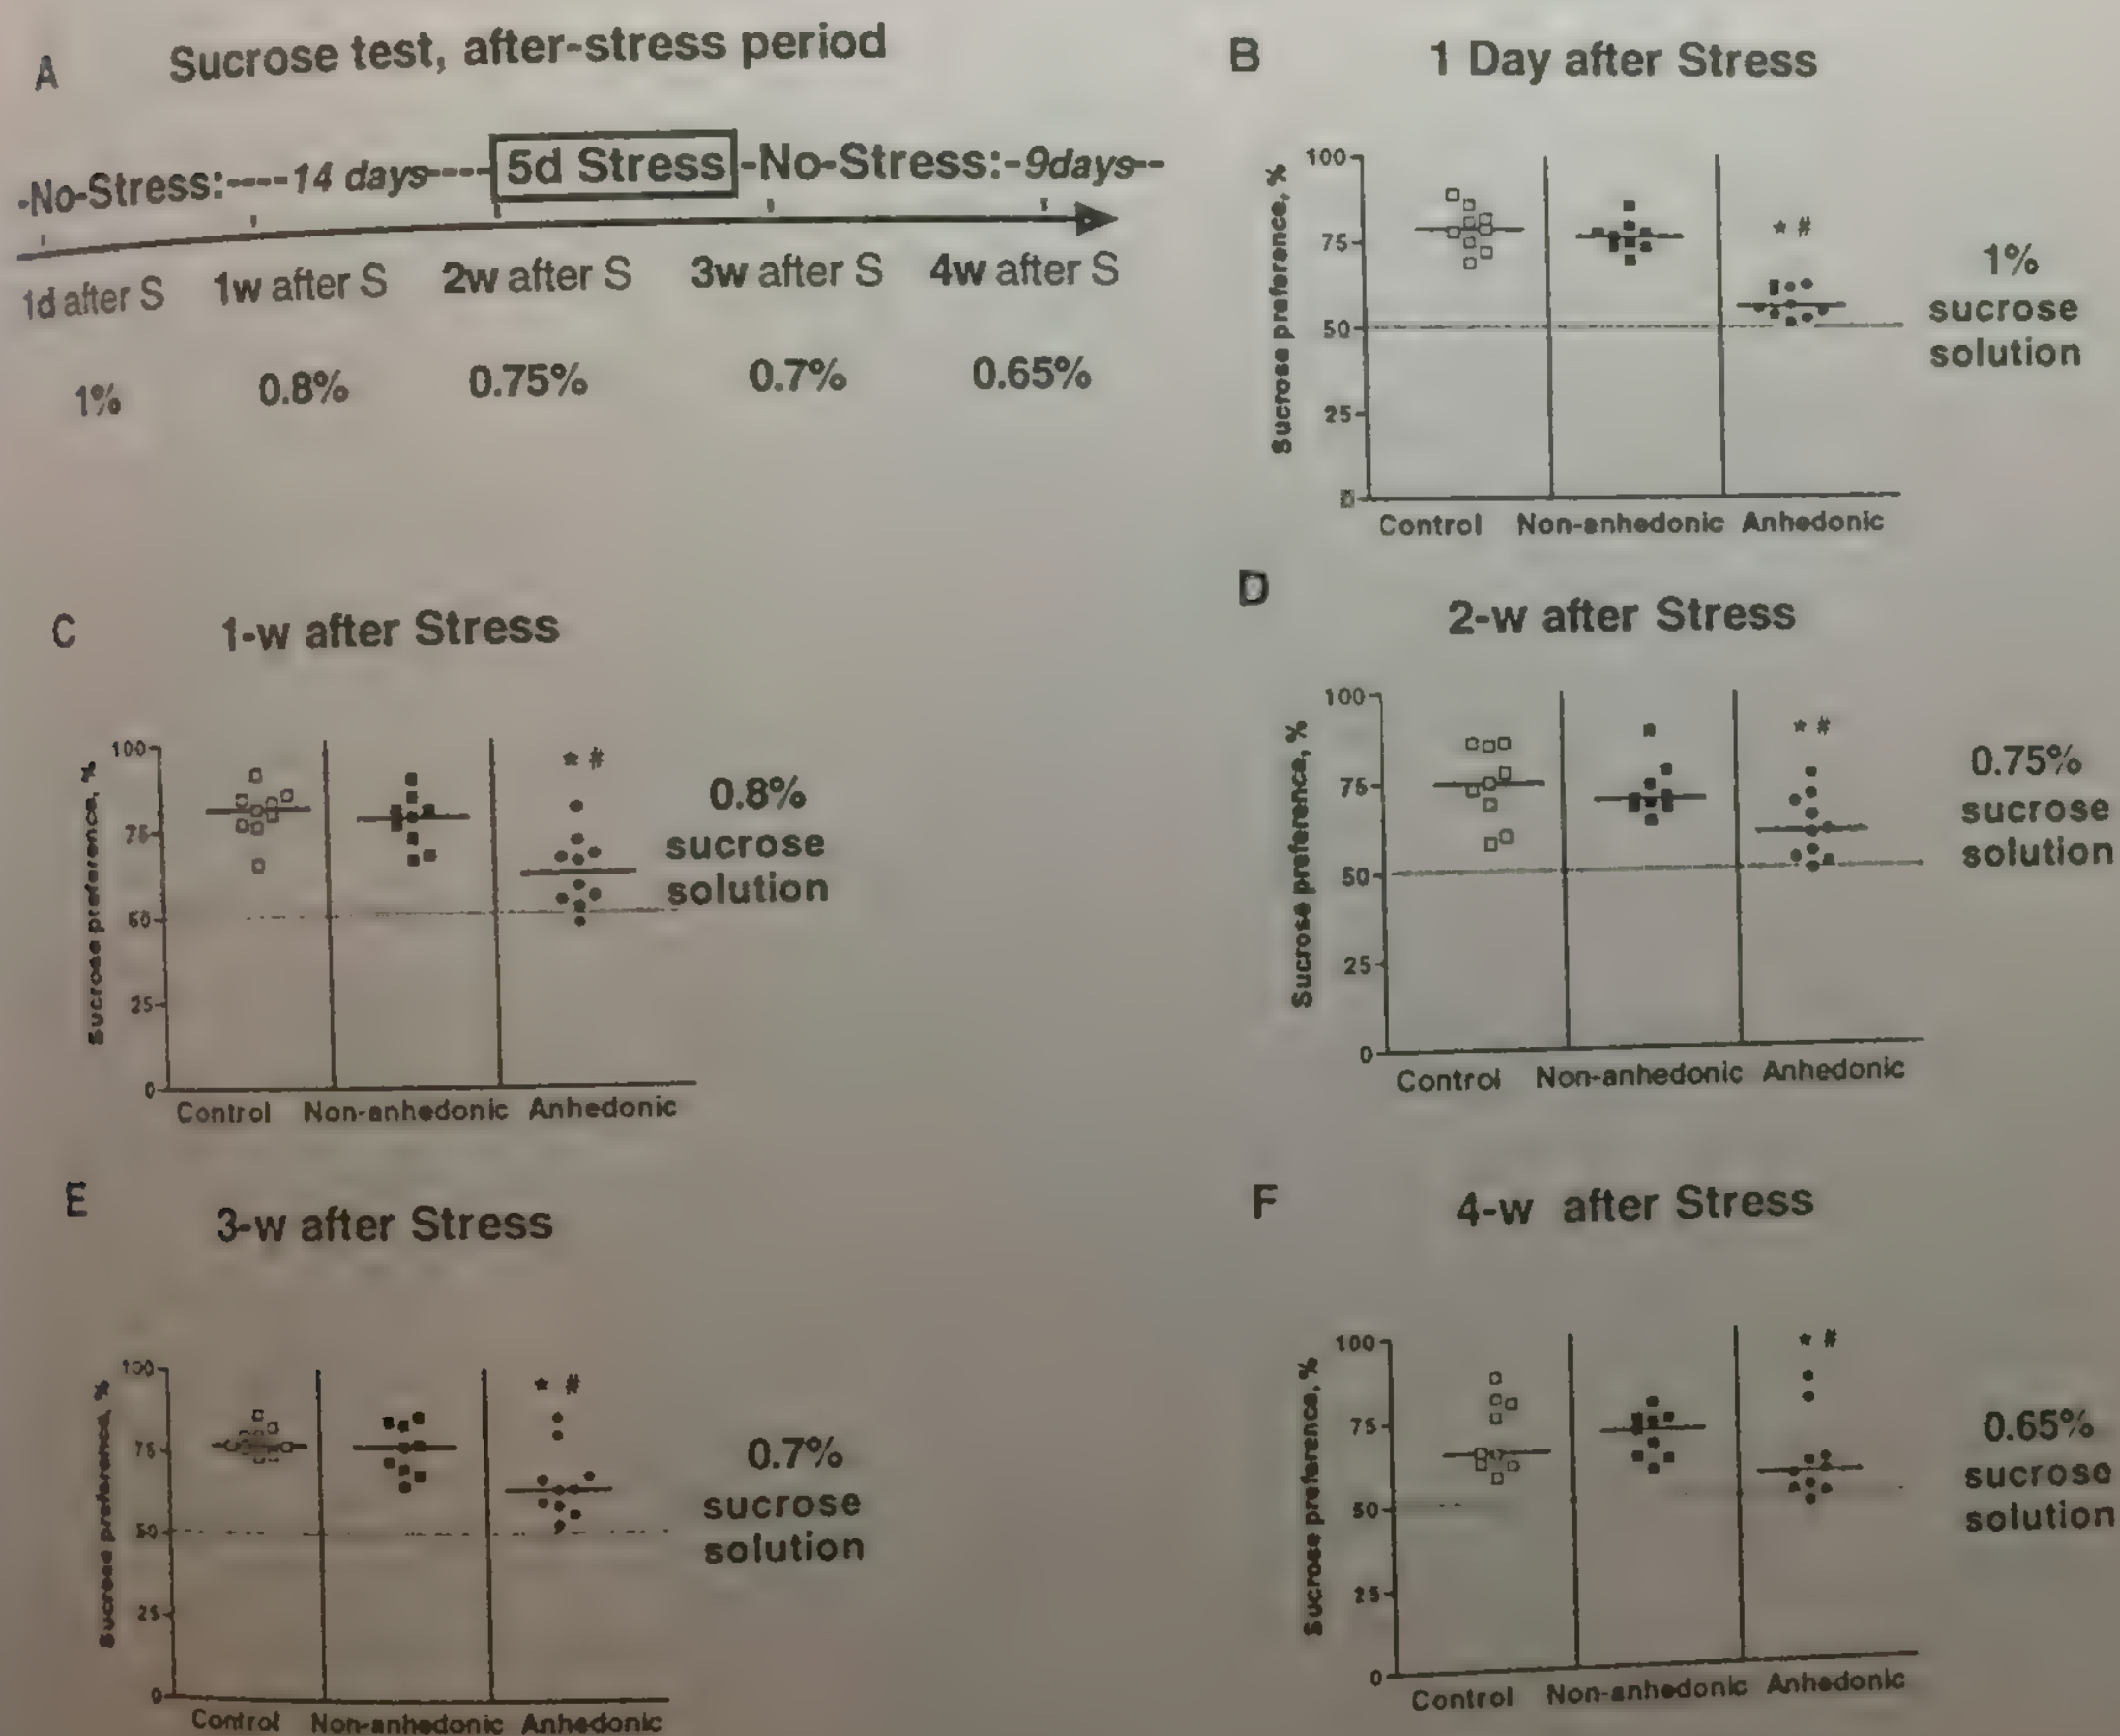 A
Sucrose test, after-stress period
-No-Stress:----14 days----5d Stress-No-Stress:-9days--
1d after S 1w after S 2w after S 3w after S 4w after S
1% 0.8% 0.75% 0.7% 0.65%
B
1 Day after Stress
Sucrose preference, %
100
75
50
25
0
* #
Control Non-anhedonic Anhedonic
1%
sucrose
solution
C
1-w after Stress
Sucrose preference, %
100
75
50
25
0
* #
Control Non-anhedonic Anhedonic
0.8%
sucrose
solution
D
2-w after Stress
Sucrose preference, %
100
75
50
25
0
* #
Control Non-anhedonic Anhedonic
0.75%
sucrose
solution
E
3-w after Stress
Sucrose preference, %
100
75
50
25
0
* #
Control Non-anhedonic Anhedonic
0.7%
sucrose
solution
F
4-w after Stress
Sucrose preference, %
100
75
50
25
0
* #
Control Non-anhedonic Anhedonic
0.65%
sucrose
solution